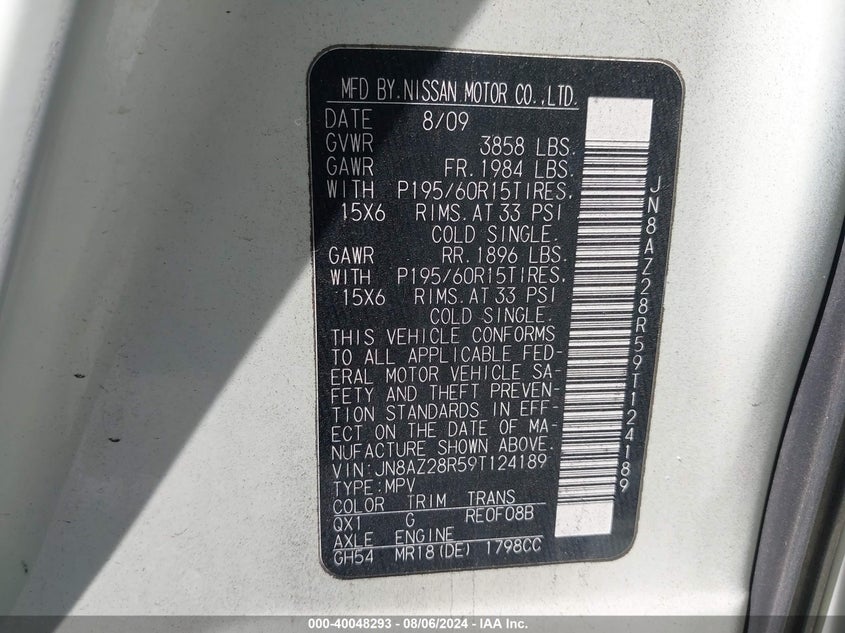 MFD BY.NISSAN MOTOR CO.,LTD.
DATE 8/09
GVWR 3858 LBS.
GAWR FR.1984 LBS.
WITH P195/60R15TIRES,
15X6 RIMS.AT 33 PSI
COLD SINGLE.
GAWR RR.1896 LBS.
WITH P195/60R15TIRES,
15X6 RIMS.AT 33 PSI
COLD SINGLE.
THIS VEHICLE CONFORMS
TO ALL APPLICABLE FED-
ERAL MOTOR VEHICLE SA-
FETY AND THEFT PREVEN-
TION STANDARDS IN EFF-
ECT ON THE DATE OF MA-
NUFACTURE SHOWN ABOVE.
VIN:JN8AZ28R59T124189
TYPE:MPV
COLOR TRIM TRANS
QX1 G RE0F08B
AXLE ENGINE
GH54 MR18(DE) 1798CC
JN8AZ28R59T124189
000-40048293 - 08/06/2024 - IAA Inc.